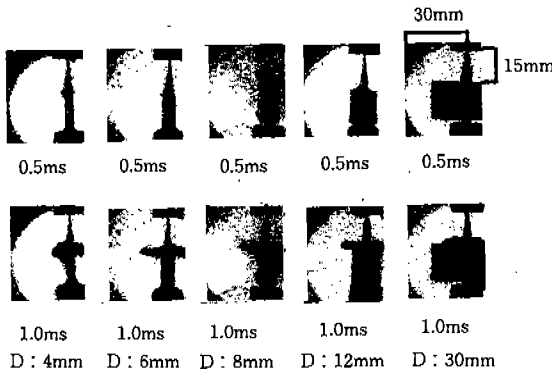 30mm
15mm
0.5ms 0.5ms 0.5ms 0.5ms 0.5ms
1.0ms 1.0ms 1.0ms 1.0ms 1.0ms
D : 4mm D : 6mm D : 8mm D : 12mm D : 30mm